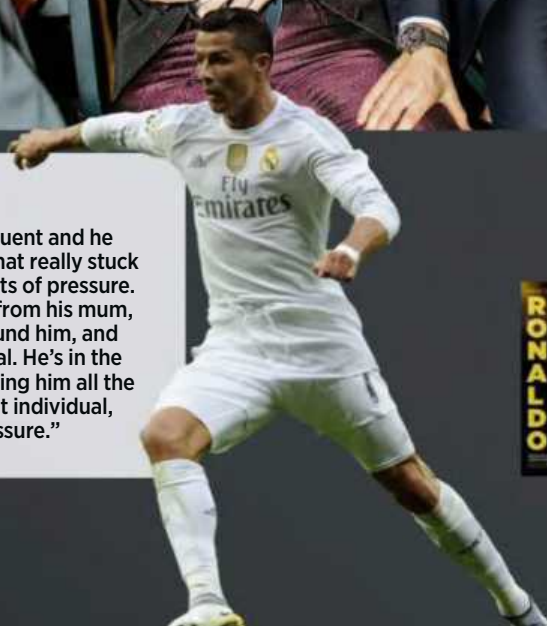 uent and he
hat really stuck
ts of pressure.
from his mum,
und him, and
al. He's in the
ing him all the
t individual,
ssure.”
Fly
Emirates
RONALDO